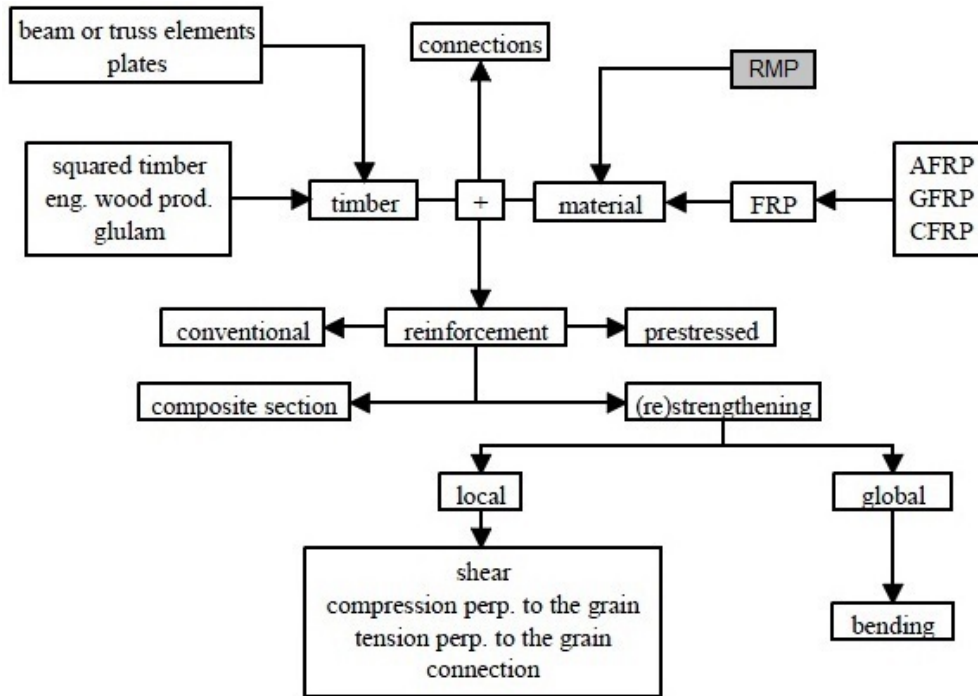 beam or truss elements
plates
connections
RMP
squared timber
eng. wood prod.
glulam
timber
+
material
FRP
AFRP
GFRP
CFRP
conventional
reinforcement
prestressed
composite section
(re)strengthening
local
global
shear
compression perp. to the grain
tension perp. to the grain
connection
bending